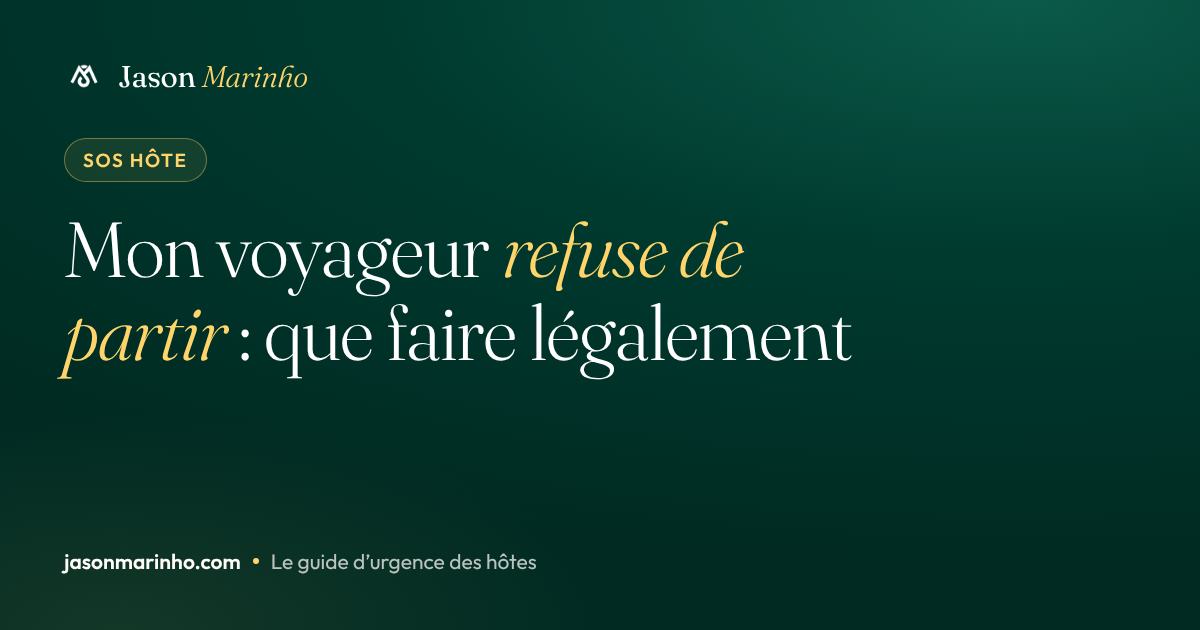 Jason Marinho
SOS HÔTE
Mon voyageur refuse de
partir : que faire légalement
jasonmarinho.com • Le guide d’urgence des hôtes